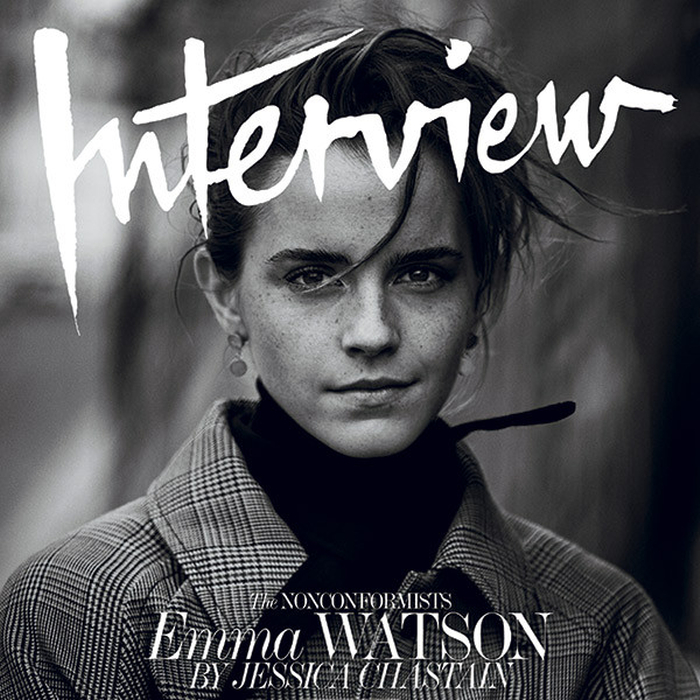 Interview
The NONCONFORMISTS
Emma WATSON
BY JESSICA CHASTAIN